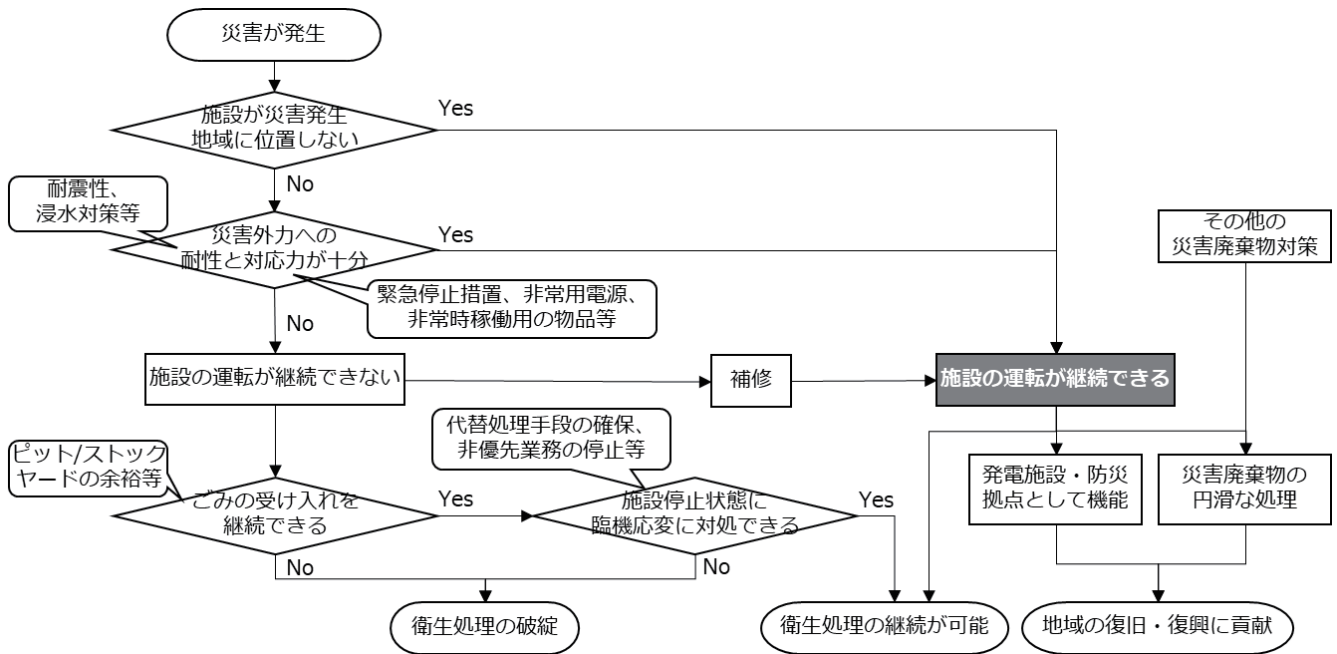 災害が発生
施設が災害発生
地域に位置しない
Yes
No
耐震性、
浸水対策等
災害外力への
耐性と対応力が十分
Yes
その他の
災害廃棄物対策
緊急停止措置、非常用電源、
非常時稼働用の物品等
No
施設の運転が継続できない
補修
施設の運転が継続できる
代替処理手段の確保、
非優先業務の停止等
ピット/ストック
ヤードの余裕等
発電施設・防災
拠点として機能
災害廃棄物の
円滑な処理
ごみの受け入れを
継続できる
Yes
施設停止状態に
臨機応変に対処できる
Yes
No
No
衛生処理の破綻
衛生処理の継続が可能
地域の復旧・復興に貢献